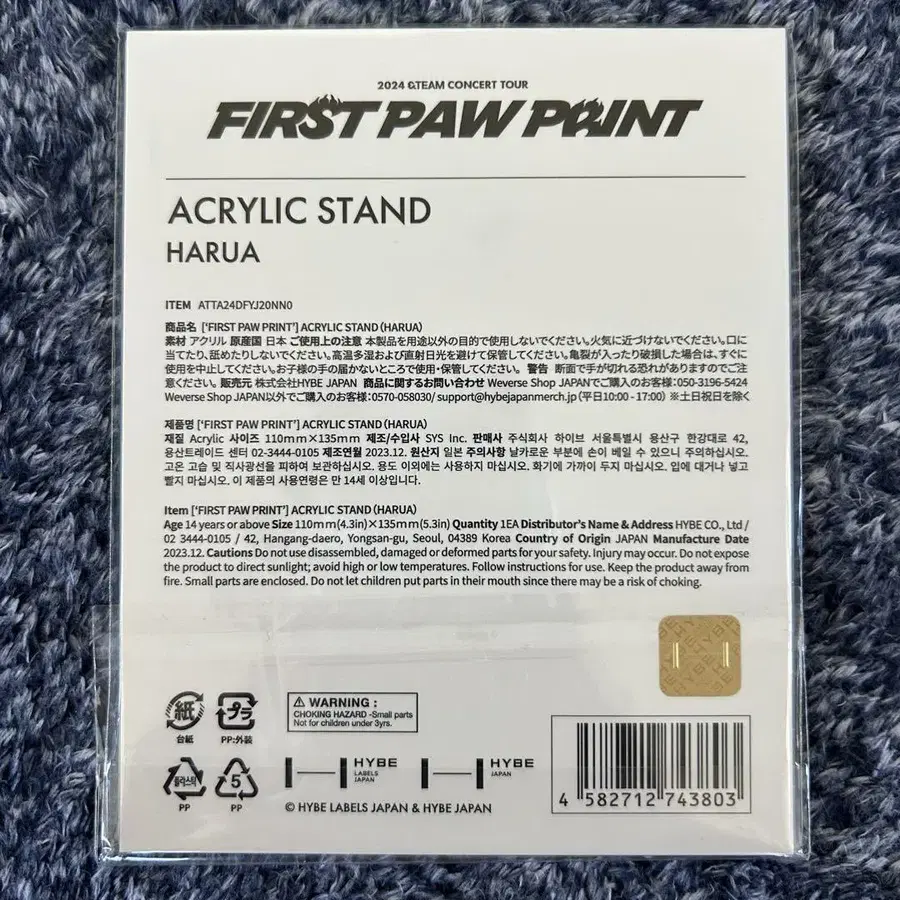 2024 &TEAM CONCERT TOUR
FIRST PAW PRINT
ACRYLIC STAND
HARUA
ITEM ATTA24DFYJ20NN0
商品名 [‘FIRST PAW PRINT’] ACRYLIC STAND (HARUA)
素材 アクリル 原産国 日本 ご使用上の注意 本製品を用途以外の目的で使用しないでください。火気に近づけないでください。口に
当てたり、舐めたりしないでください。高温多湿および直射日光を避けて保管してください。亀裂が入ったり破損した場合は、すぐに
使用を中止してください。お子様の手の届かないところで使用・保管してください。 警告 断面で手が切れる恐れがありますのでご注
意ください。 販売元 株式会社HYBE JAPAN 商品に関するお問い合わせ Weverse Shop JAPANでご購入のお客様：050-3196-5424
Weverse Shop JAPAN以外でご購入のお客様：0570-058030/ support@hybejapanmerch.jp (平日10:00 - 17:00) ※土日祝日を除く
제품명 [‘FIRST PAW PRINT’] ACRYLIC STAND (HARUA)
재질 Acrylic 사이즈 110mm×135mm 제조/수입사 SYS Inc. 판매사 주식회사 하이브 서울특별시 용산구 한강대로 42,
용산트레이드 센터 02-3444-0105 제조연월 2023.12. 원산지 일본 주의사항 날카로운 부분에 손이 베일 수 있으니 주의하십시오.
고온 고습 및 직사광선을 피하여 보관하십시오. 용도 이외에는 사용하지 마십시오. 화기에 가까이 두지 마십시오. 입에 대거나 넣고
빨지 마십시오. 이 제품의 사용연령은 만 14세 이상입니다.
Item [‘FIRST PAW PRINT’] ACRYLIC STAND (HARUA)
Age 14 years or above Size 110mm(4.3in)×135mm(5.3in) Quantity 1EA Distributor’s Name & Address HYBE CO., Ltd /
02 3444-0105 / 42, Hangang-daero, Yongsan-gu, Seoul, 04389 Korea Country of Origin JAPAN Manufacture Date
2023.12. Cautions Do not use disassembled, damaged or deformed parts for your safety. Injury may occur. Do not expose
the product to direct sunlight; avoid high or low temperatures. Follow instructions for use. Keep the product away from
fire. Small parts are enclosed. Do not let children put parts in their mouth since there may be a risk of choking.
HYBE
紙
台紙
プラ
PP:外装
WARNING :
CHOKING HAZARD -Small parts
Not for children under 3yrs.
플라스틱
PP
5
PP
HYBE
LABELS
JAPAN
HYBE
JAPAN
© HYBE LABELS JAPAN & HYBE JAPAN
4 582712 743803